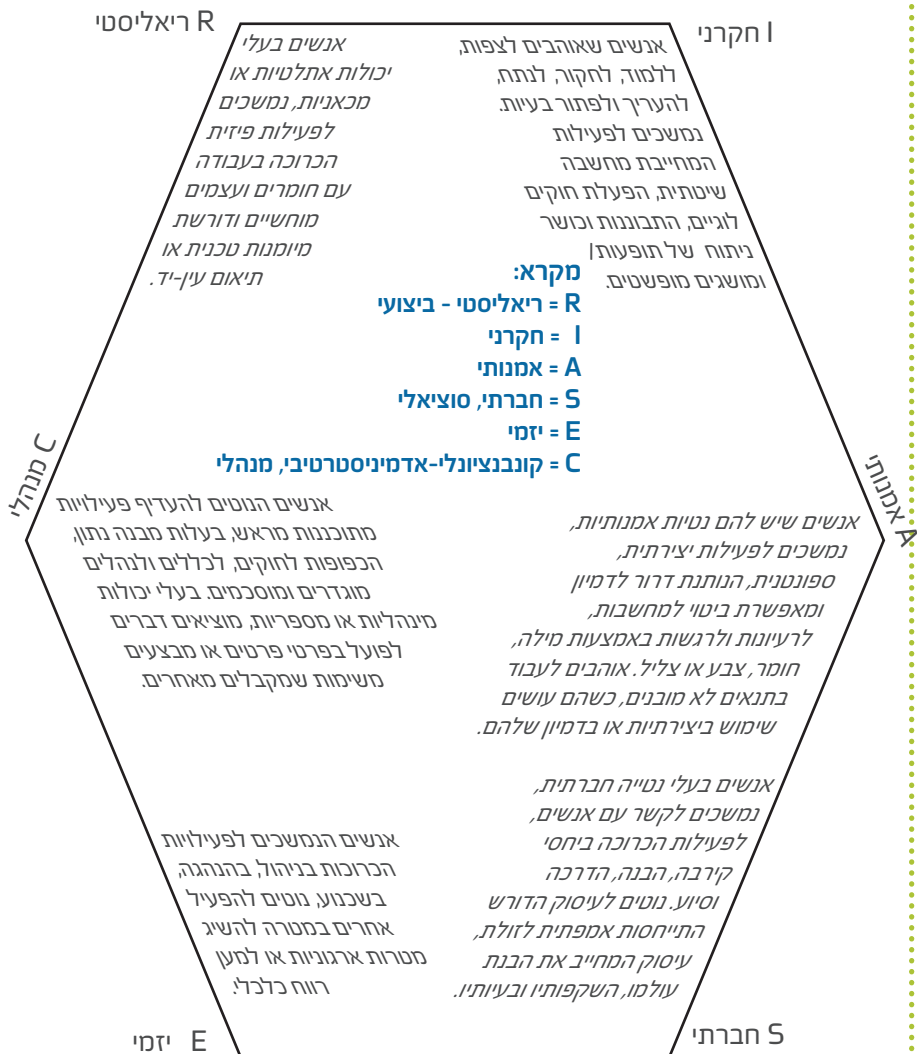 R ריאליסטי
אנשים בעלי
יכולות אתלטיות או
מכאניות, נמשכים
לפעילות פיזית
הכרוכה בעבודה
עם חומרים ועצמים
מוחשיים ודורשת
מיומנות טכנית או
תיאום עין-יד.
I חקרני
אנשים שאוהבים לצפות,
ללמוד, לחקור, לנתח,
להעריך ולפתור בעיות.
נמשכים לפעילות
המחייבת מחשבה
שיטתית, הפעלת חוקים
לוגיים, התבוננות וכושר
ניתוח של תופעות/
ומושגים מופשטים.
מקרא:
R = ריאליסטי - ביצועי
I = חקרני
A = אמנותי
S = חברתי, סוציאלי
E = יזמי
C = קונבנציונלי-אדמיניסטרטיבי, מנהלי
A אמנותי
אנשים שיש להם נטיות אמנותיות,
נמשכים לפעילות יצירתית,
ספונטנית, הנותנת דרור לדמיון
ומאפשרת ביטוי למחשבות,
לרעיונות ולרגשות באמצעות מילה,
חומר, צבע או צליל. אוהבים לעבוד
בתנאים לא מובנים, כשהם עושים
שימוש ביצירתיות או בדמיון שלהם.
C מנהלי
אנשים הנוטים להעדיף פעילויות
מתוכננות מראש, בעלות מבנה נתון,
הכפופות לחוקים, לכללים ולנהלים
מוגדרים ומוסכמים. בעלי יכולות
מינהליות או מספריות, מוציאים דברים
לפועל בפרטי פרטים או מבצעים
משימות שמקבלים מאחרים.
אנשים בעלי נטייה חברתית,
נמשכים לקשר עם אנשים,
לפעילות הכרוכה ביחסי
קירבה, הבנה, הדרכה
וסיוע. נוטים לעיסוק הדורש
התייחסות אמפתית לזולת,
עיסוק המחייב את הבנת
עולמו, השקפותיו ובעיותיו.
S חברתי
אנשים הנמשכים לפעילויות
הכרוכות בניהול, בהנהגה,
בשכנוע, נוטים להפעיל
אחרים במטרה להשיג
מטרות ארגוניות או למען
רווח כלכלי.
E יזמי